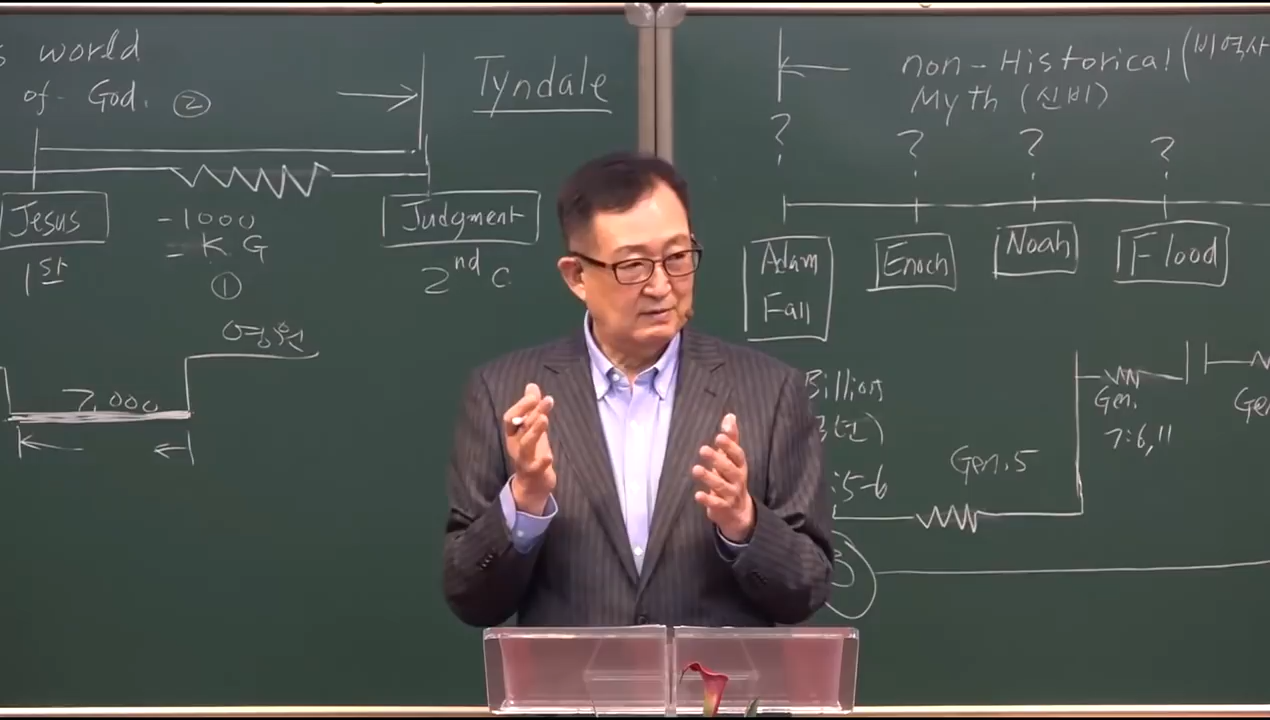 s world
of God. ②
Tyndale
Jesus
1st
-1000
= K G
①
Judgment
2nd C.
7,000
영원
non-Historical (비역사
Myth (신비)
? ? ? ?
Adam
Fall
Enoch
Noah
Flood
Billion
:5-6
Gen.5
Gen.
7:6,11
Ge